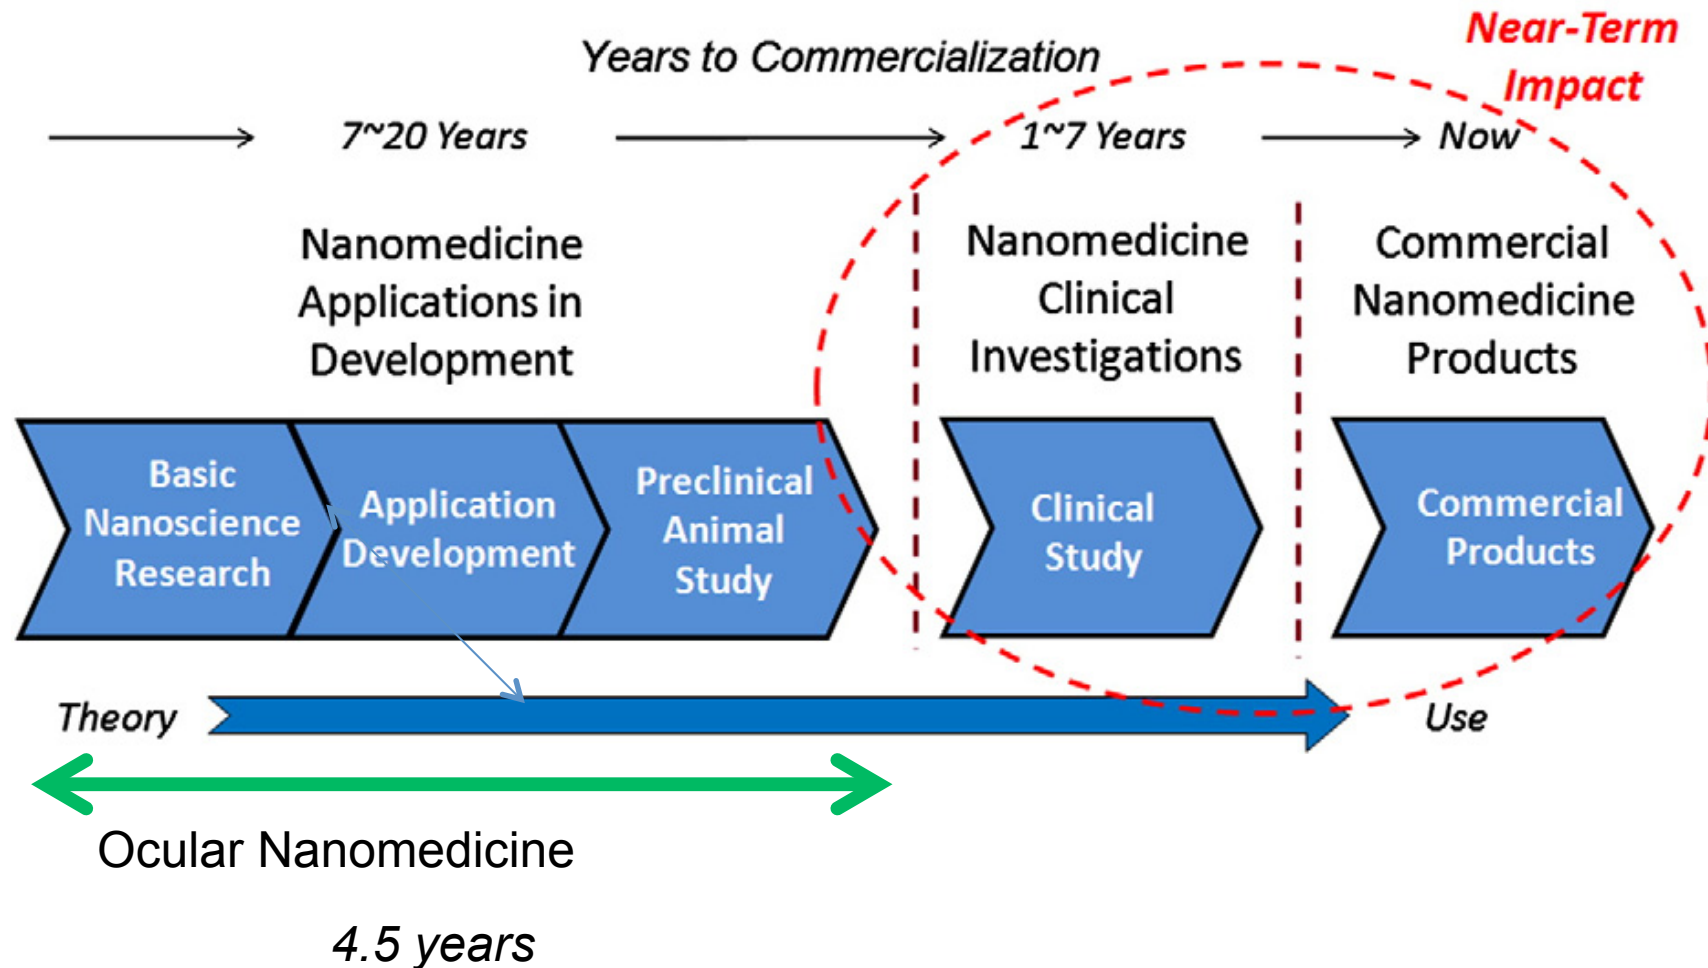 Near-Term
Impact
Years to Commercialization
7~20 Years
1~7 Years
Now
Nanomedicine
Applications in
Development
Nanomedicine
Clinical
Investigations
Commercial
Nanomedicine
Products
Basic
Nanoscience
Research
Application
Development
Preclinical
Animal
Study
Clinical
Study
Commercial
Products
Theory
Use
Ocular Nanomedicine
4.5 years